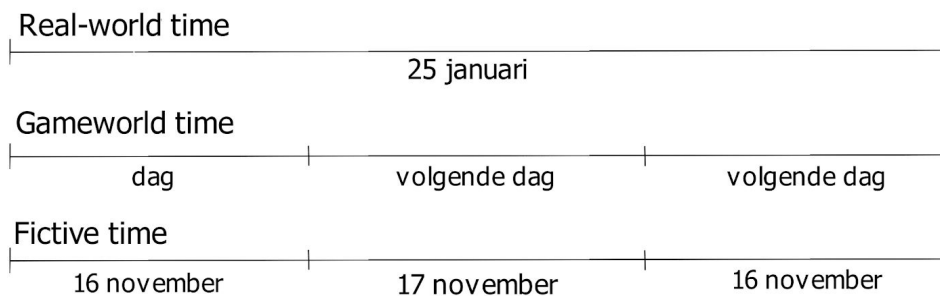 Real-world time
25 januari
Gameworld time
dag volgende dag volgende dag
Fictive time
16 november 17 november 16 november